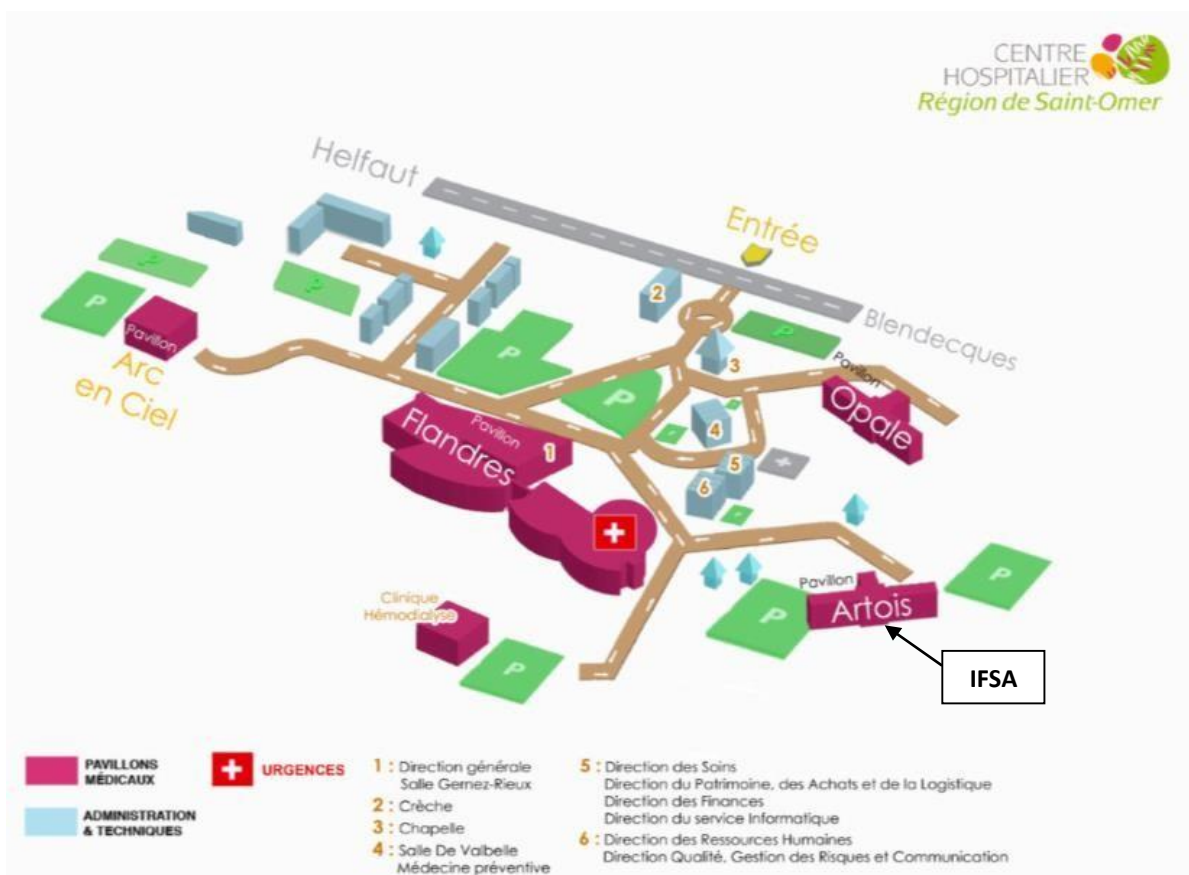 CENTRE
HOSPITALIER
Région de Saint-Omer
Helfaut
Entrée
2
Blendecques
P
P
P
P
3
P
P
Pavillon
Arc
en Ciel
Pavillon
Opale
Pavillon
Flandres
1
4
5
6
P
Clinique
Hémodialyse
Pavillon
Artois
P
P
P
IFSA
PAVILLONS
MÉDICAUX
URGENCES
ADMINISTRATION
& TECHNIQUES
1 : Direction générale
Salle Gernez-Rieux
2 : Crèche
3 : Chapelle
4 : Salle De Valbelle
Médecine préventive
5 : Direction des Soins
Direction du Patrimoine, des Achats et de la Logistique
Direction des Finances
Direction du service Informatique
6 : Direction des Ressources Humaines
Direction Qualité, Gestion des Risques et Communication